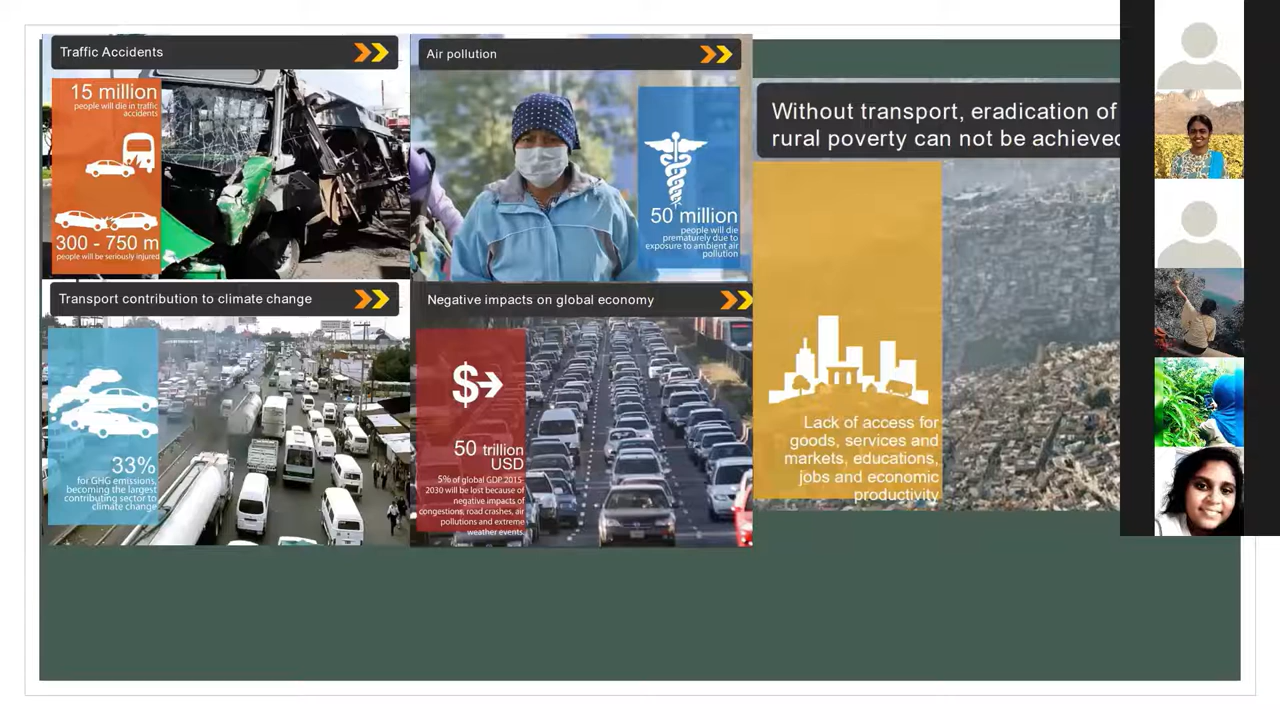 Traffic Accidents
15 million
people will die in traffic
accidents
300 - 750 m
people will be seriously injured
Air pollution
50 million
people will die
prematurely due to
exposure to ambient air
pollution
Transport contribution to climate change
33%
for GHG emissions,
becoming the largest
contributing sector to
climate change
Negative impacts on global economy
$
50 trillion
USD
5% of global GDP 2015-
2030 will be lost because of
negative impacts of
congestions, road crashes, air
pollutions and extreme
weather events.
Without transport, eradication of
rural poverty can not be achieved
Lack of access for
goods, services and
markets, educations,
jobs and economic
productivity